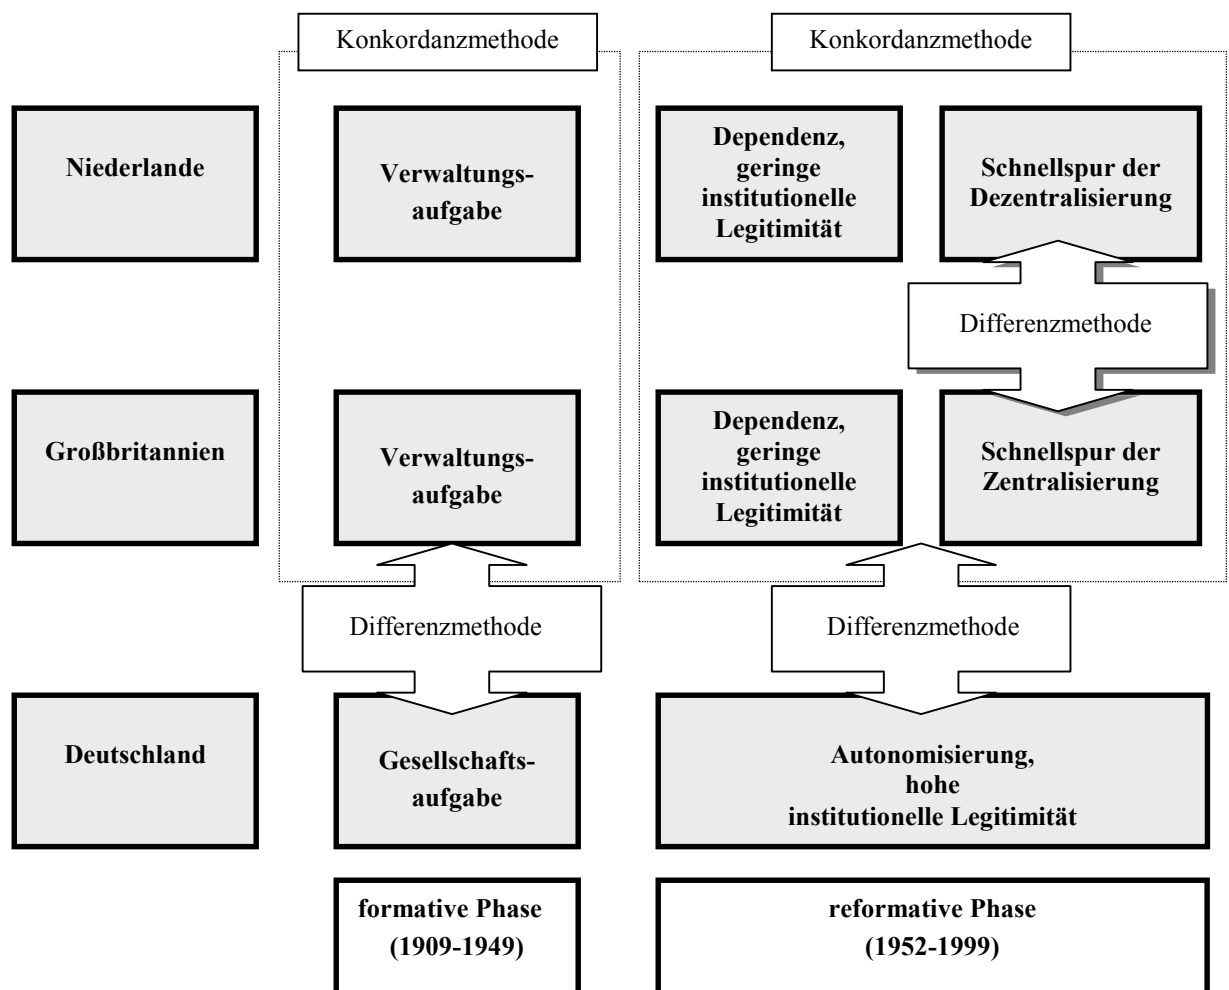 Konkordanzmethode
Konkordanzmethode
Niederlande
Verwaltungs-
aufgabe
Dependenz,
geringe
institutionelle
Legitimität
Schnellspur der
Dezentralisierung
Differenzmethode
Großbritannien
Verwaltungs-
aufgabe
Dependenz,
geringe
institutionelle
Legitimität
Schnellspur der
Zentralisierung
Differenzmethode
Differenzmethode
Deutschland
Gesellschafts-
aufgabe
Autonomisierung,
hohe
institutionelle Legitimität
formative Phase
(1909-1949)
reformative Phase
(1952-1999)